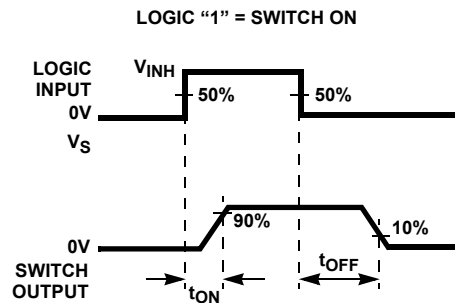 LOGIC “1” = SWITCH ON
LOGIC
INPUT
VINH
50%
50%
0V
VS
90%
10%
0V
SWITCH
OUTPUT
tON
tOFF